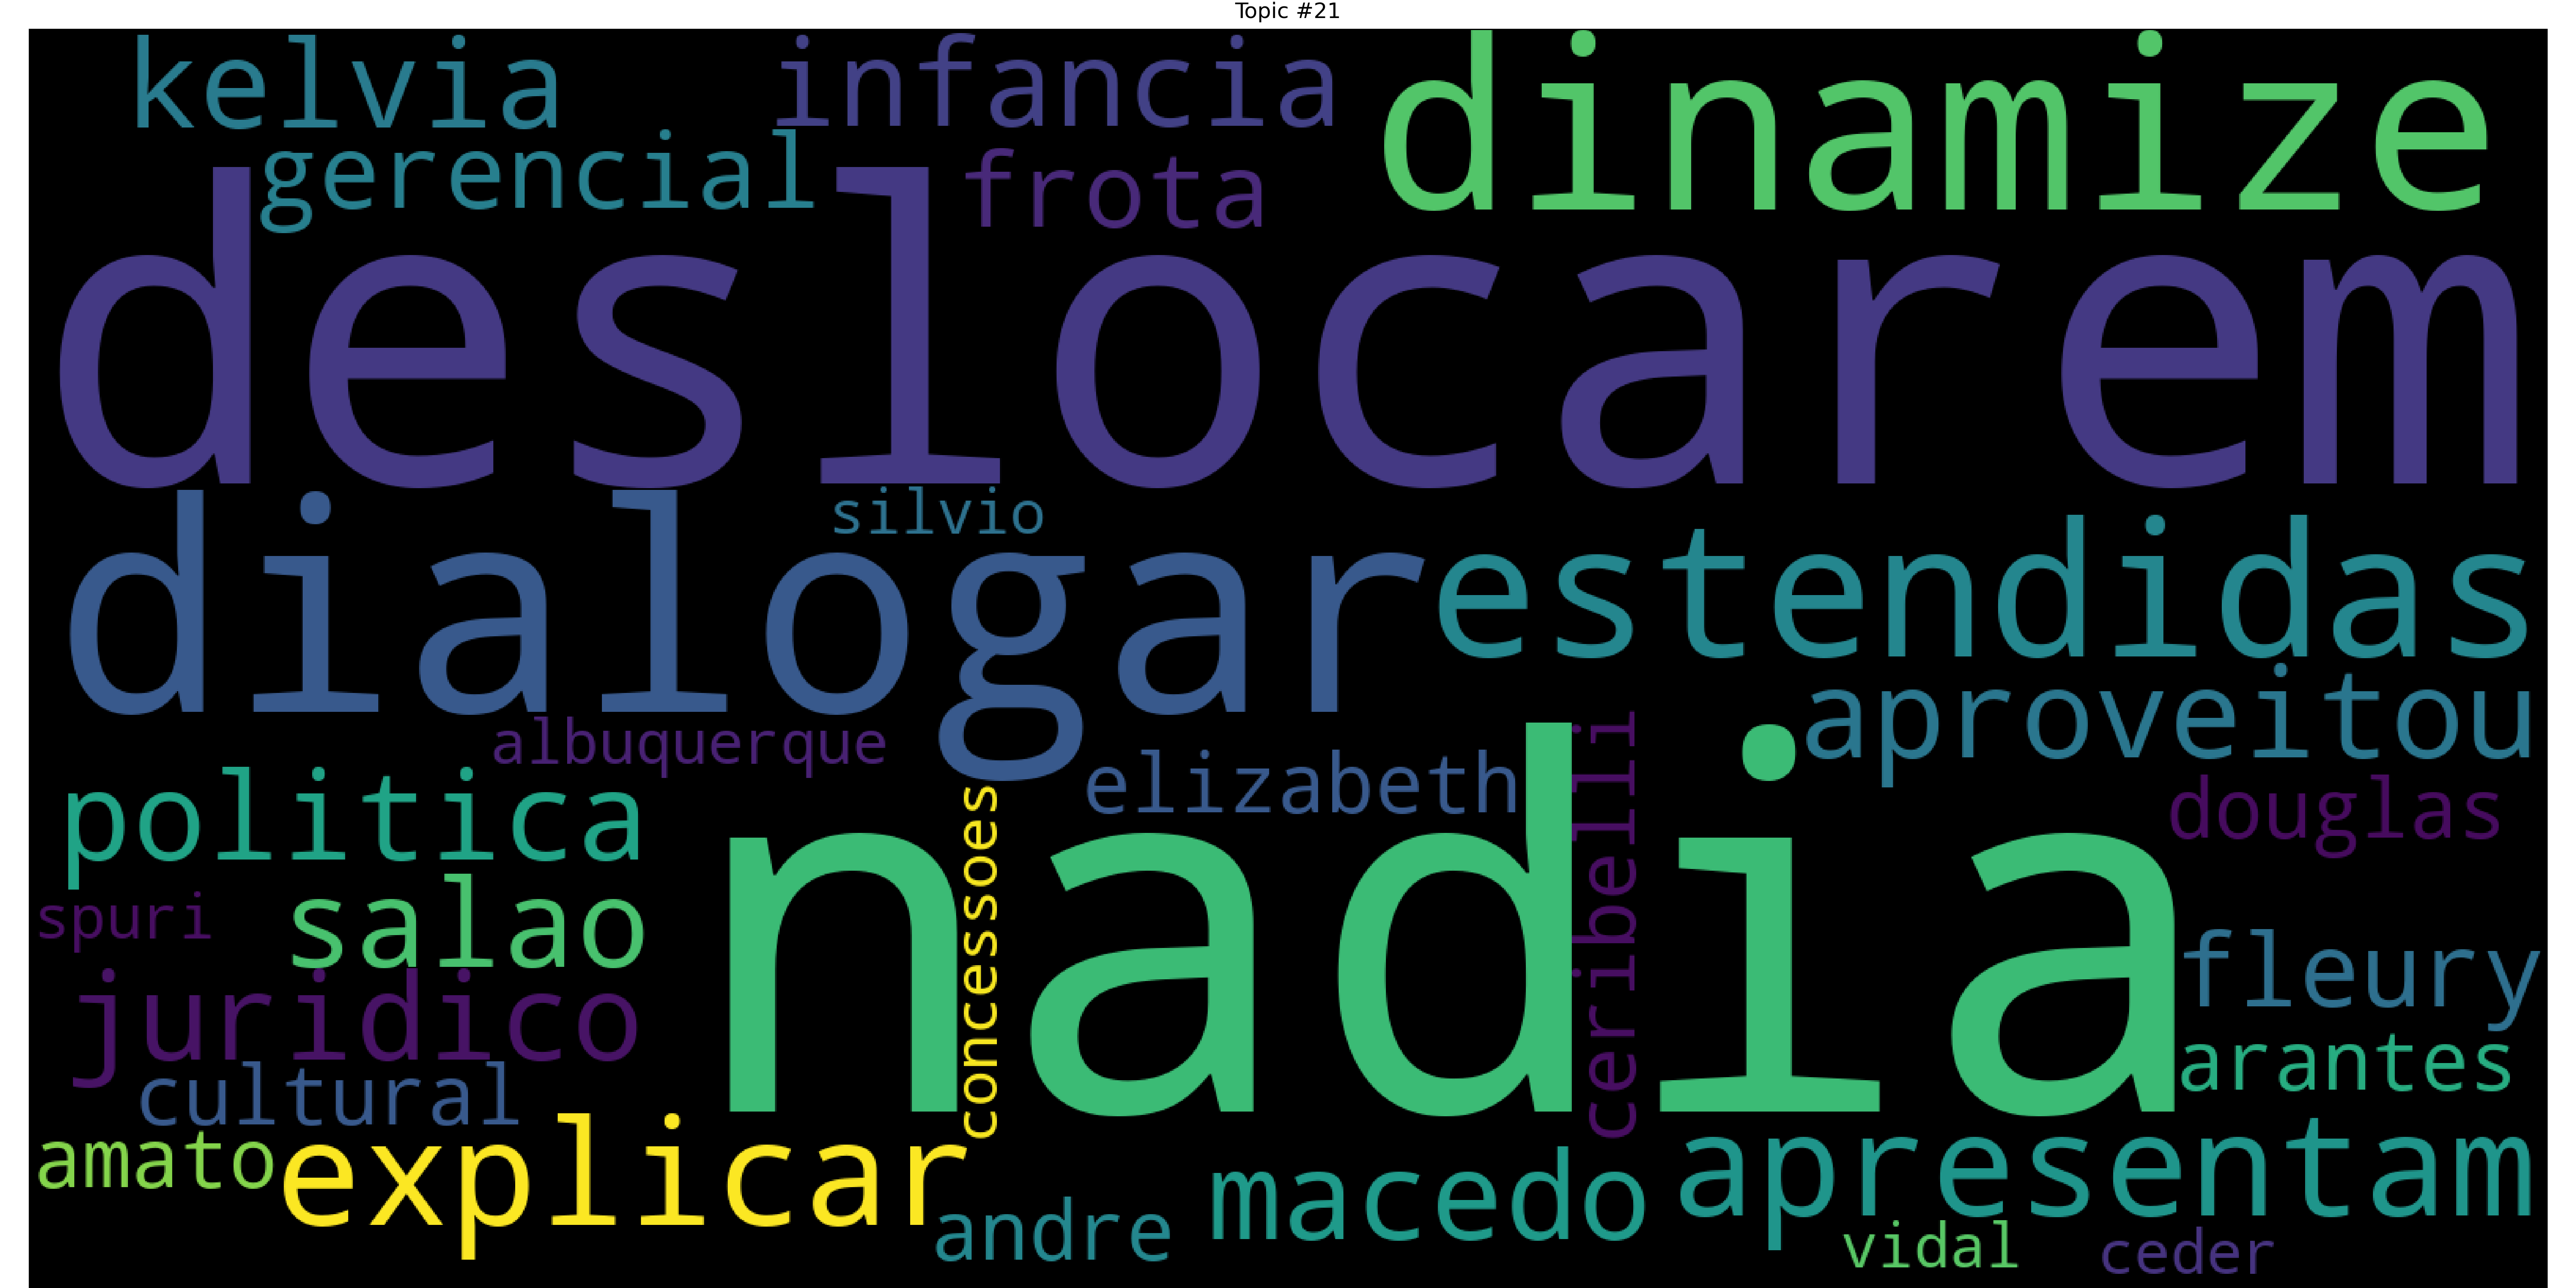 Topic #21
kelvia
infancia
dinamize
gerencial
frota
deslocarem
silvio
dialogar
estendidas
albuquerque
elizabeth
aproveitou
politica
concessoes
nadia
ceribelli
douglas
spuri
salao
fleury
juridico
arantes
cultural
amato
explicar
andre
macedo
apresentam
vidal
ceder